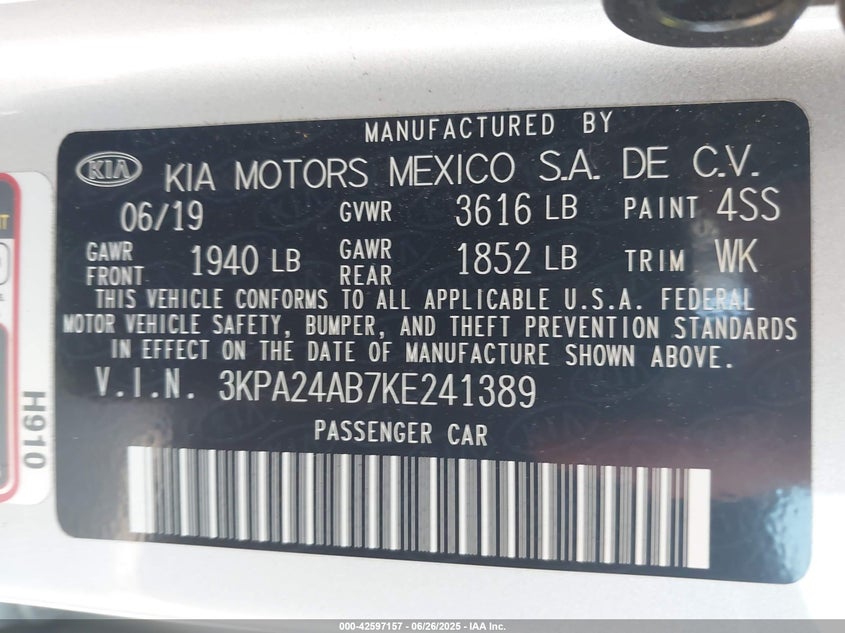 MANUFACTURED BY
KIA KIA MOTORS MEXICO S.A. DE C.V.
06/19 GVWR 3616 LB PAINT 4SS
GAWR FRONT 1940 LB GAWR REAR 1852 LB TRIM WK
THIS VEHICLE CONFORMS TO ALL APPLICABLE U.S.A. FEDERAL
MOTOR VEHICLE SAFETY, BUMPER, AND THEFT PREVENTION STANDARDS
IN EFFECT ON THE DATE OF MANUFACTURE SHOWN ABOVE.
V.I.N. 3KPA24AB7KE241389
PASSENGER CAR
H910
000-42597157 - 06/26/2025 - IAA Inc.